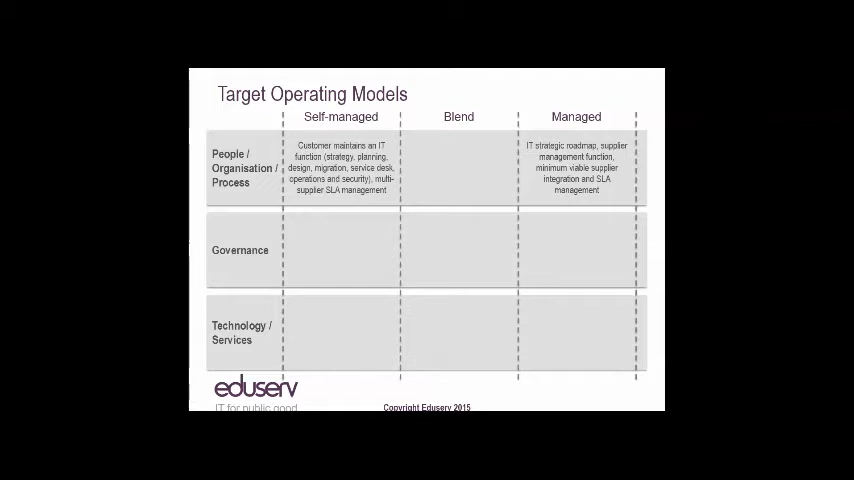 Target Operating Models
Self-managed
Blend
Managed
People /
Organisation /
Process
Customer maintains an IT
function (strategy, planning,
design, migration, service desk,
operations and security), multi-
supplier SLA management
IT strategic roadmap, supplier
management function,
minimum viable supplier
integration and SLA
management
Governance
Technology /
Services
eduserv
IT for public good
Copyright Eduserv 2015